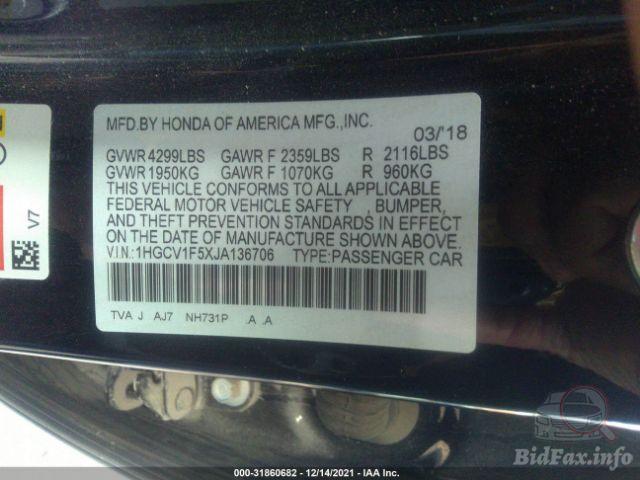 MFD.BY HONDA OF AMERICA MFG.,INC.
03/'18
GVWR 4299LBS GAWR F 2359LBS R 2116LBS
GVWR 1950KG GAWR F 1070KG R 960KG
THIS VEHICLE CONFORMS TO ALL APPLICABLE
FEDERAL MOTOR VEHICLE SAFETY , BUMPER,
AND THEFT PREVENTION STANDARDS IN EFFECT
ON THE DATE OF MANUFACTURE SHOWN ABOVE.
VIN:1HGCV1F5XJA136706 TYPE:PASSENGER CAR
TVA J AJ7 NH731P .A .A
V7
BidFax.info
000-31860682 - 12/14/2021 - IAA Inc.